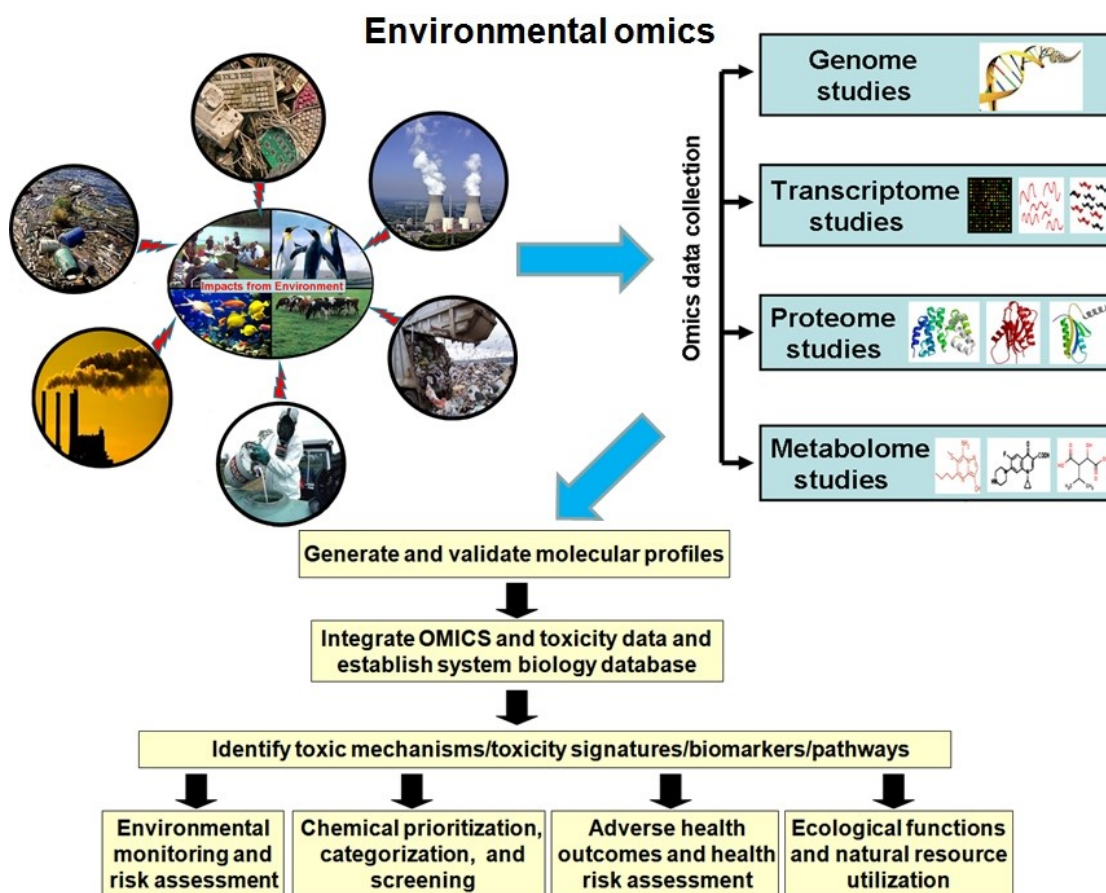 Environmental omics
Impacts from Environment
Omics data collection
Genome
studies
Transcriptome
studies
Proteome
studies
Metabolome
studies
Generate and validate molecular profiles
Integrate OMICS and toxicity data and
establish system biology database
Identify toxic mechanisms/toxicity signatures/biomarkers/pathways
Environmental
monitoring and
risk assessment
Chemical prioritization,
categorization, and
screening
Adverse health
outcomes and health
risk assessment
Ecological functions
and natural resource
utilization